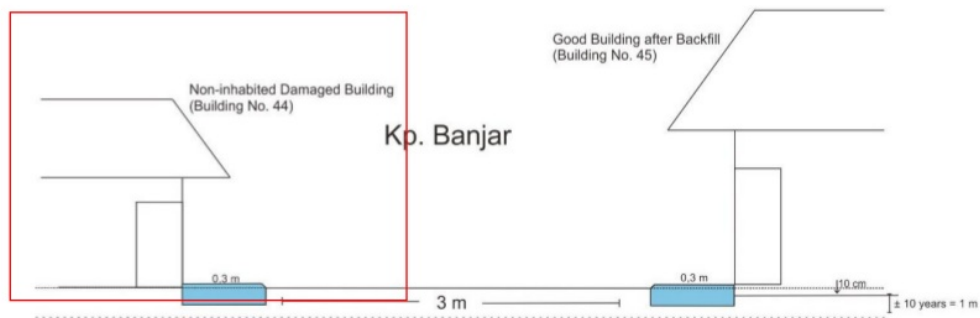 Good Building after Backfill
(Building No. 45)
Non-inhabited Damaged Building
(Building No. 44)
Kp. Banjar
0,3 m
0,3 m
10 cm
3 m
± 10 years = 1 m